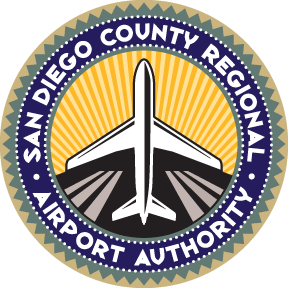 SAN DIEGO COUNTY REGIONAL
AIRPORT AUTHORITY